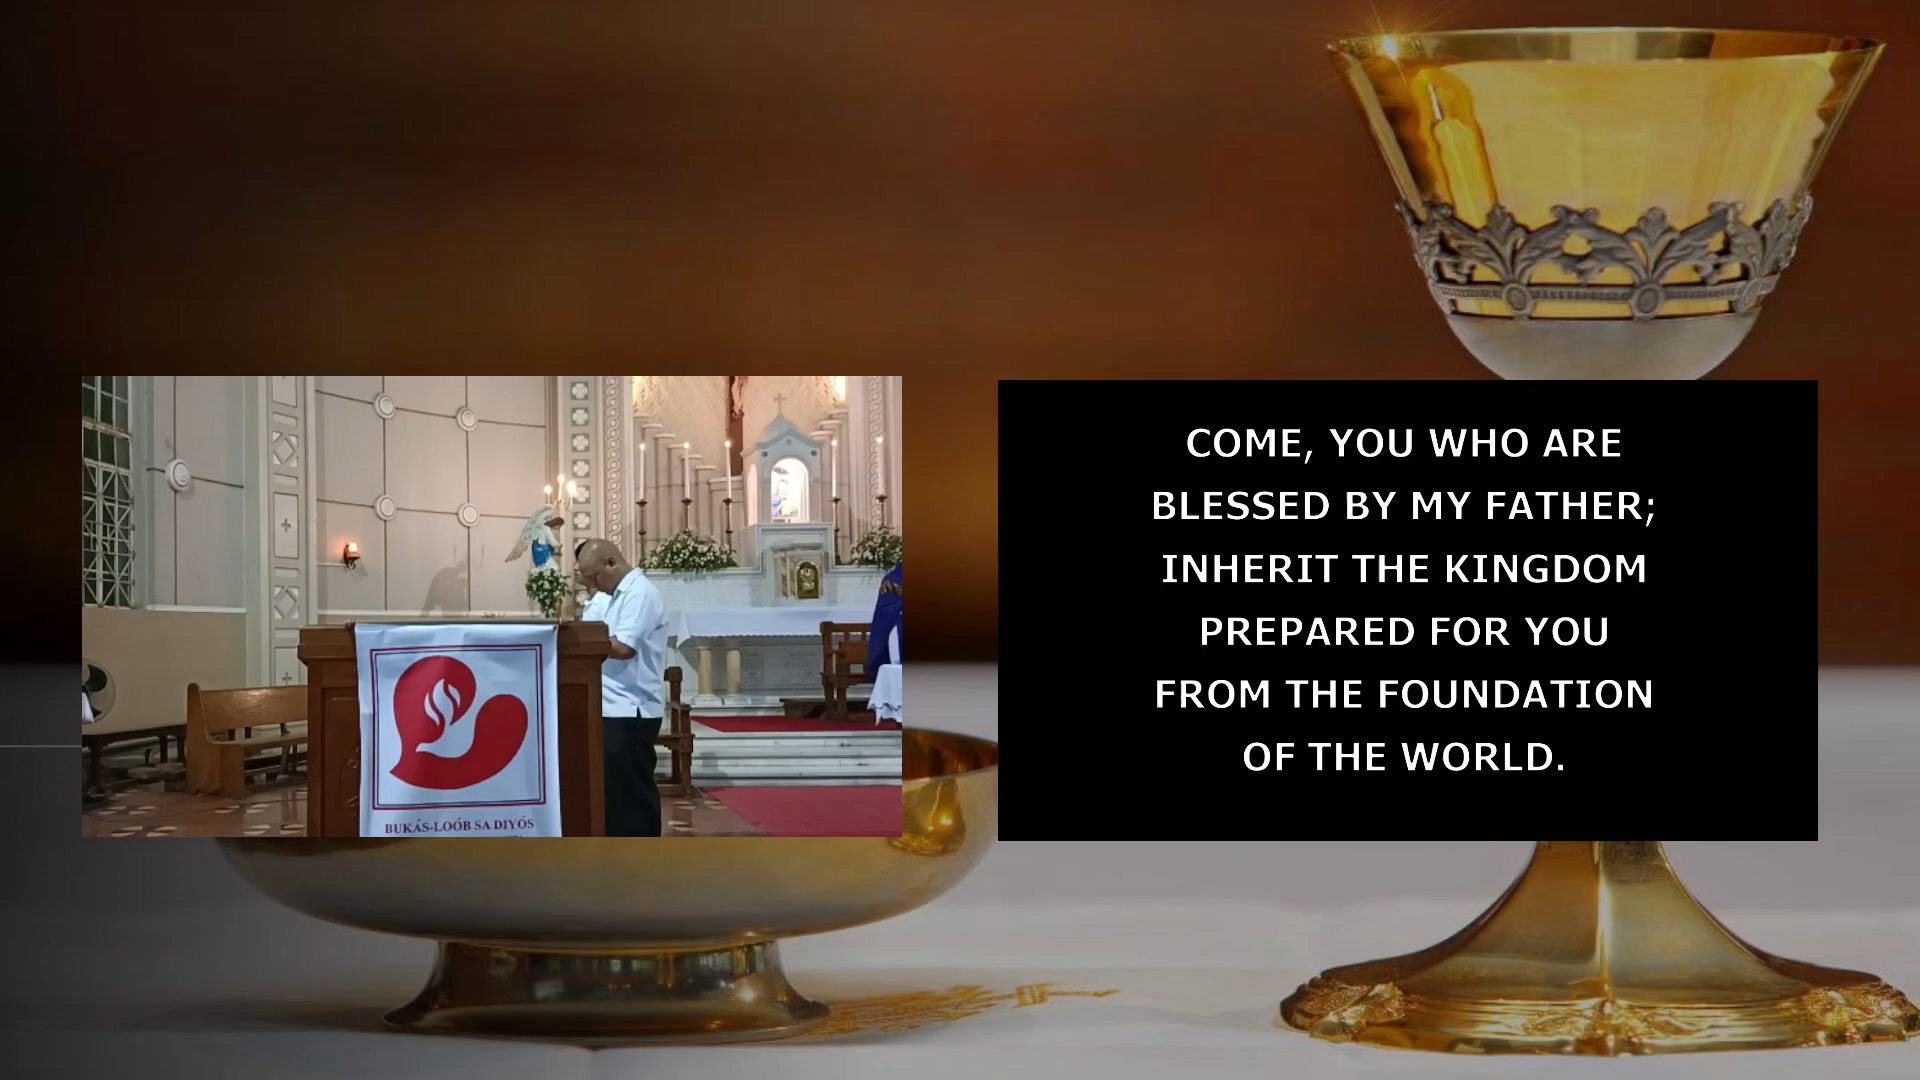 COME, YOU WHO ARE
BLESSED BY MY FATHER;
INHERIT THE KINGDOM
PREPARED FOR YOU
FROM THE FOUNDATION
OF THE WORLD.
BUKÁS-LOÓB SA DIYÓS